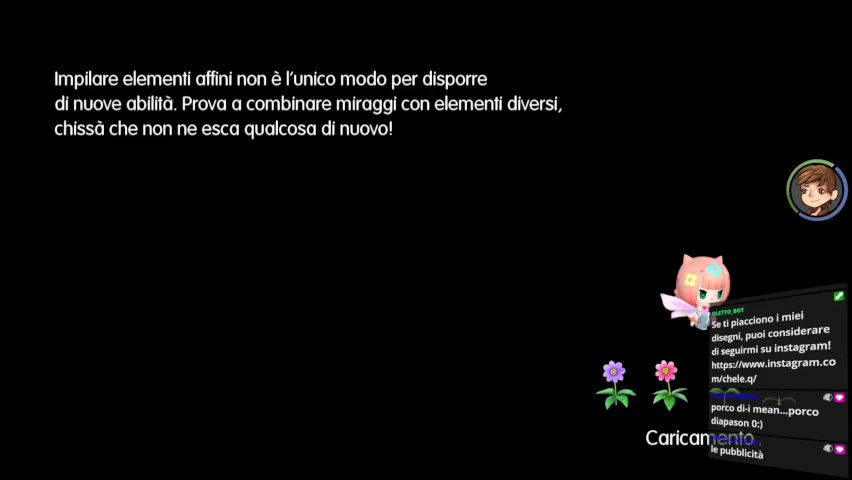 Impilare elementi affini non è l'unico modo per disporre
di nuove abilità. Prova a combinare miraggi con elementi diversi,
chissà che non ne esca qualcosa di nuovo!
OLETTO_BOT
Se ti piacciono i miei
disegni, puoi considerare
di seguirmi su instagram!
https://www.instagram.co
m/chele.q/
porco di-i mean...porco
diapason 0:)
Caricamento
le pubblicità